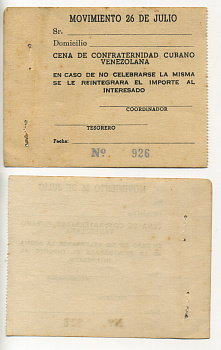 MOVIMIENTO 26 DE JULIO
Sr.
Domicilio
CENA DE CONFRATERNIDAD CUBANO
VENEZOLANA
EN CASO DE NO CELEBRARSE LA MISMA
SE LE REINTEGRARA EL IMPORTE AL
INTERESADO
COORDINADOR
TESORERO
Fecha:
Nº. 926